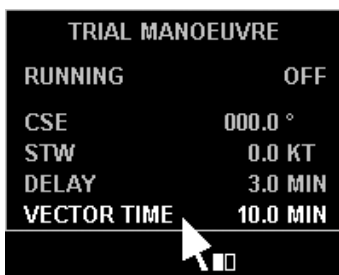 TRIAL MANOEUVRE
RUNNING OFF
CSE 000.0 °
STW 0.0 KT
DELAY 3.0 MIN
VECTOR TIME 10.0 MIN